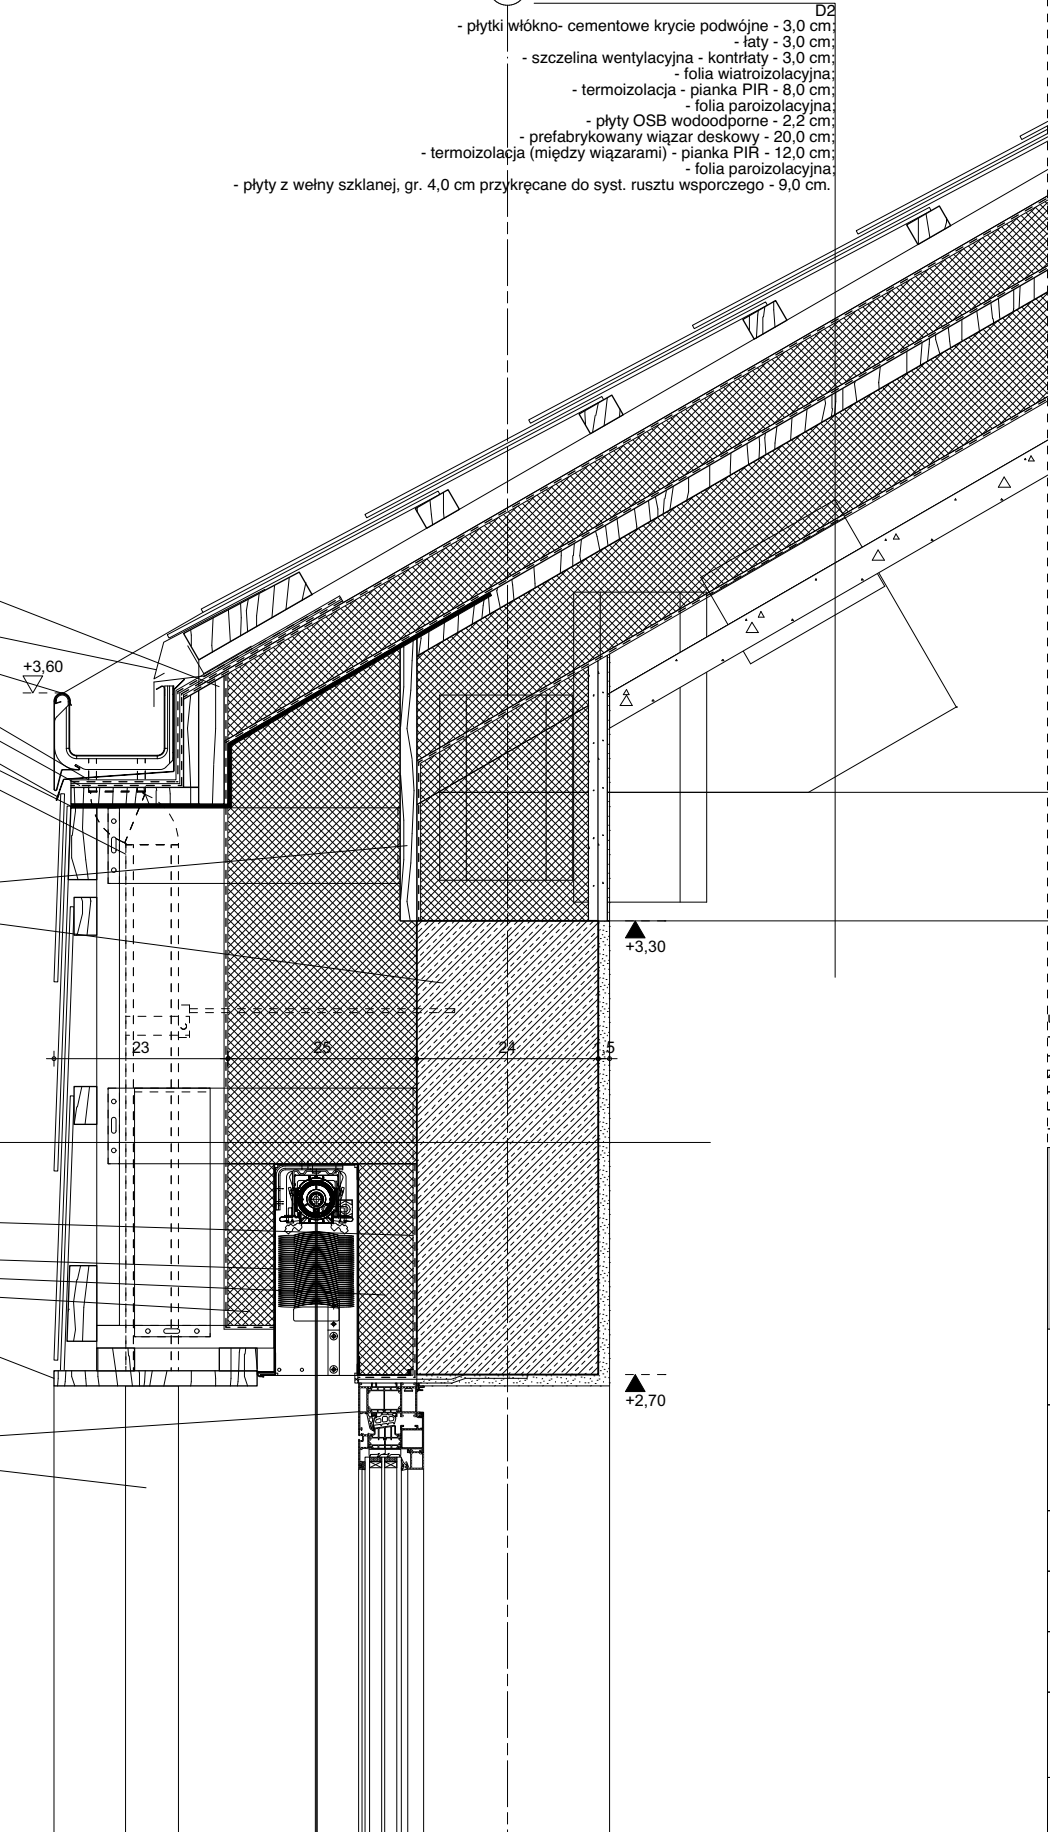 D2
- płytki włókno- cementowe krycie podwójne - 3,0 cm;
- łaty - 3,0 cm;
- szczelina wentylacyjna - kontrłaty - 3,0 cm;
- folia wiatroizolacyjna;
- termoizolacja - pianka PIR - 8,0 cm;
- folia paroizolacyjna;
- płyty OSB wodoodporne - 2,2 cm;
- prefabrykowany wiązar deskowy - 20,0 cm;
- termoizolacja (między wiązarami) - pianka PIR - 12,0 cm;
- folia paroizolacyjna;
- płyty z wełny szklanej, gr. 4,0 cm przykręcane do syst. rusztu wsporczego - 9,0 cm.
+3,60
+3,30
23 25 24 1,5
+2,70